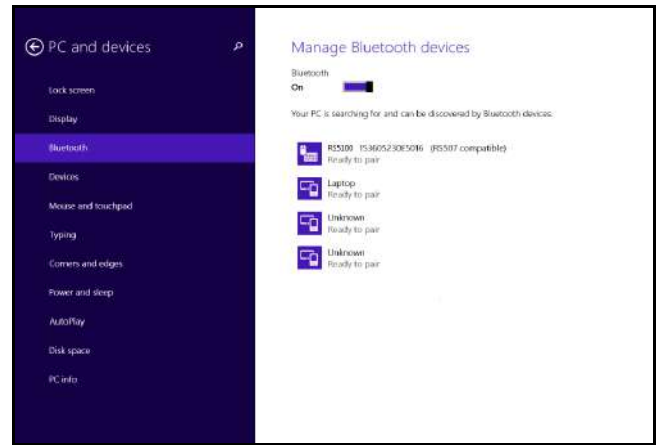 PC and devices
Lock screen
Display
Bluetooth
Devices
Mouse and touchpad
Typing
Corners and edges
Power and sleep
AutoPlay
Disk space
PC info
Manage Bluetooth devices
Bluetooth
On
Your PC is searching for and can be discovered by Bluetooth devices.
RS5100 153605230E5016 (RS507 compatible)
Ready to pair
Laptop
Ready to pair
Unknown
Ready to pair
Unknown
Ready to pair